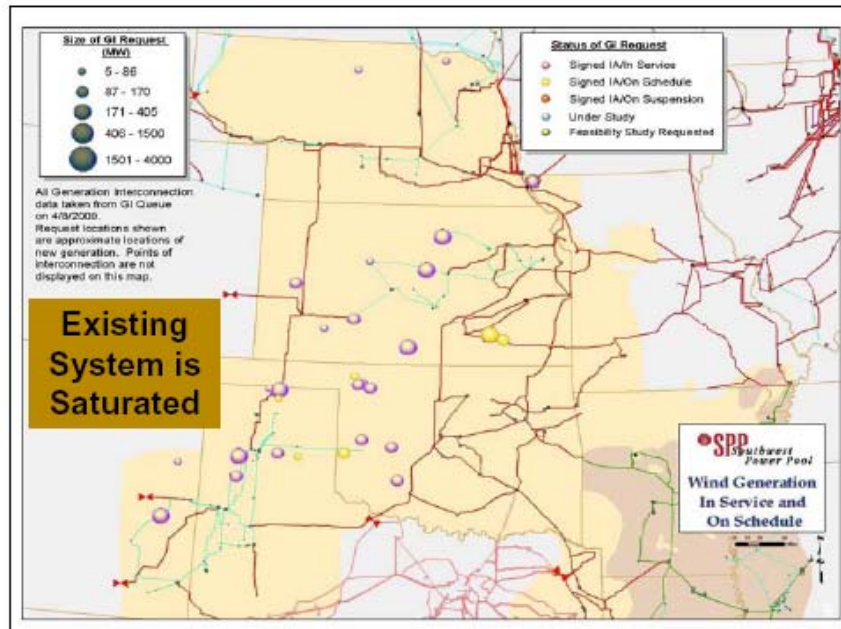 Size of GI Request
(MW)
5 - 86
87 - 170
171 - 405
406 - 1500
1501 - 4000
All Generation Interconnection
data taken from GI Queue
on 4/8/2009.
Request locations shown
are approximate locations of
new generation. Points of
interconnection are not
displayed on this map.
Existing
System is
Saturated
Status of GI Request
Signed IA/In Service
Signed IA/On Schedule
Signed IA/On Suspension
Under Study
Feasibility Study Requested
SPP Southwest
Power Pool
Wind Generation
In Service and
On Schedule